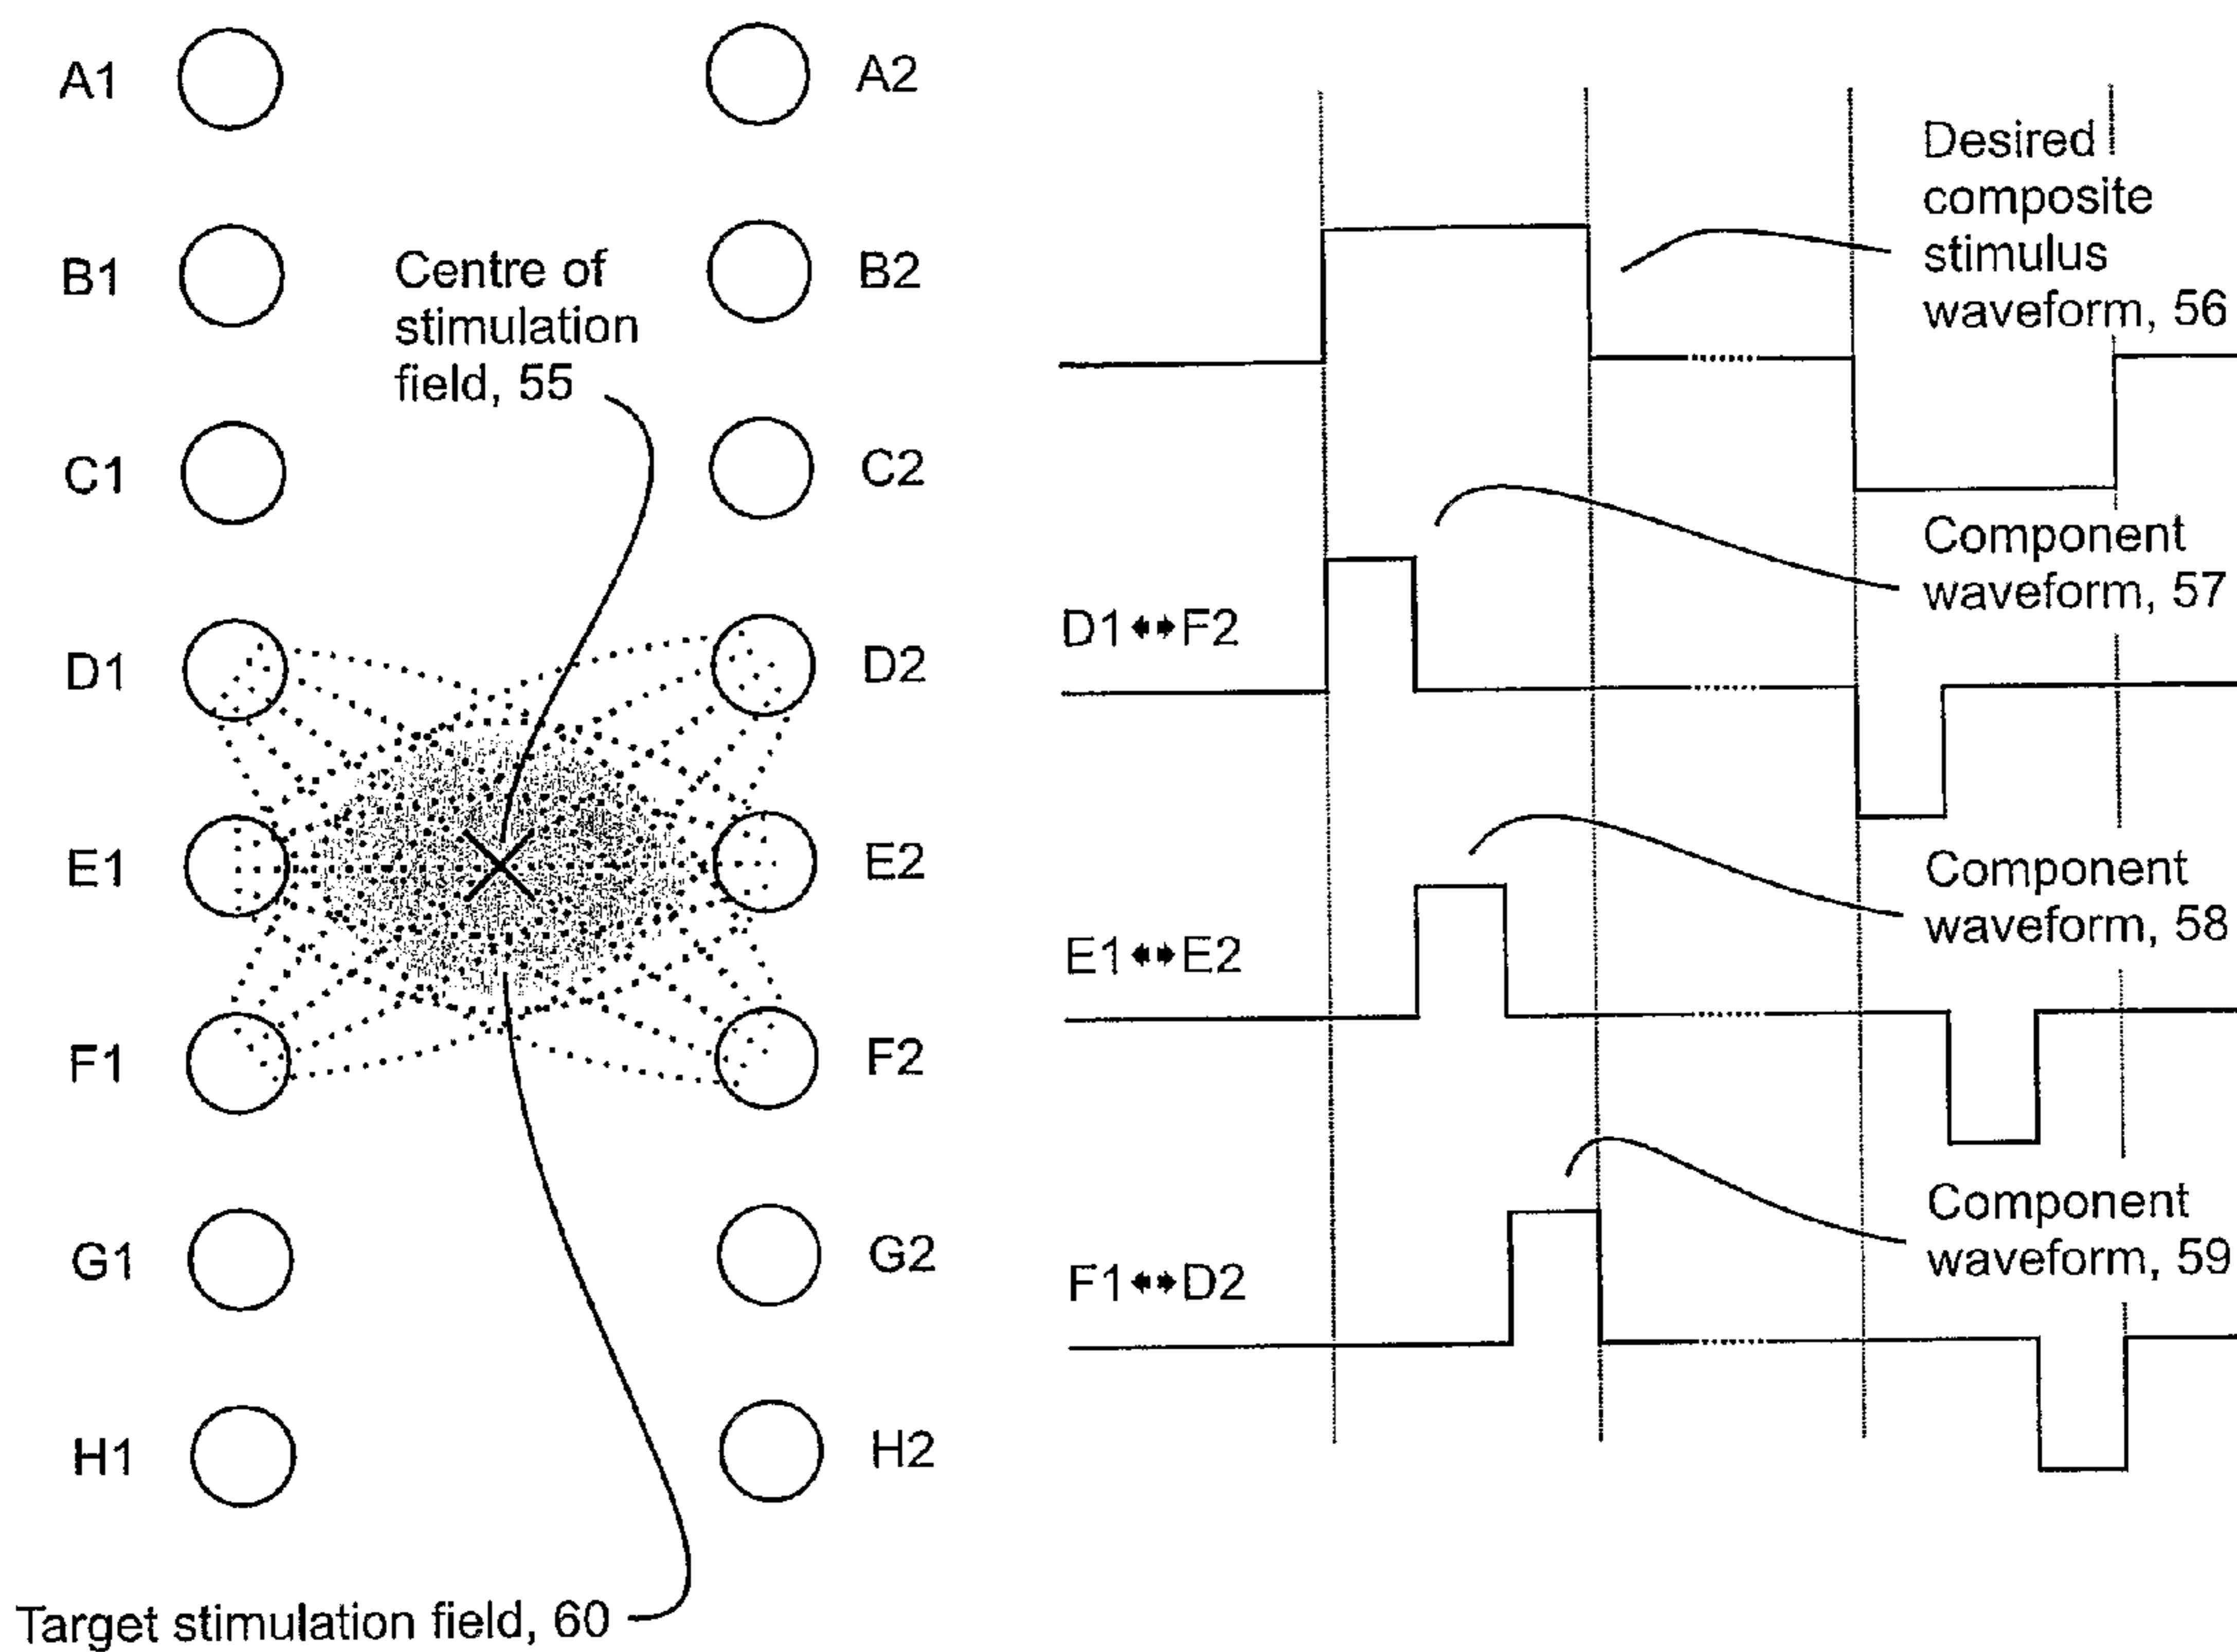 A1
A2
B1
B2
Centre of
stimulation
field, 55
C1
C2
D1
D2
E1
E2
F1
F2
G1
G2
H1
H2
Target stimulation field, 60
Desired
composite
stimulus
waveform, 56
Component
waveform, 57
D1↔F2
Component
waveform, 58
E1↔E2
Component
waveform, 59
F1↔D2